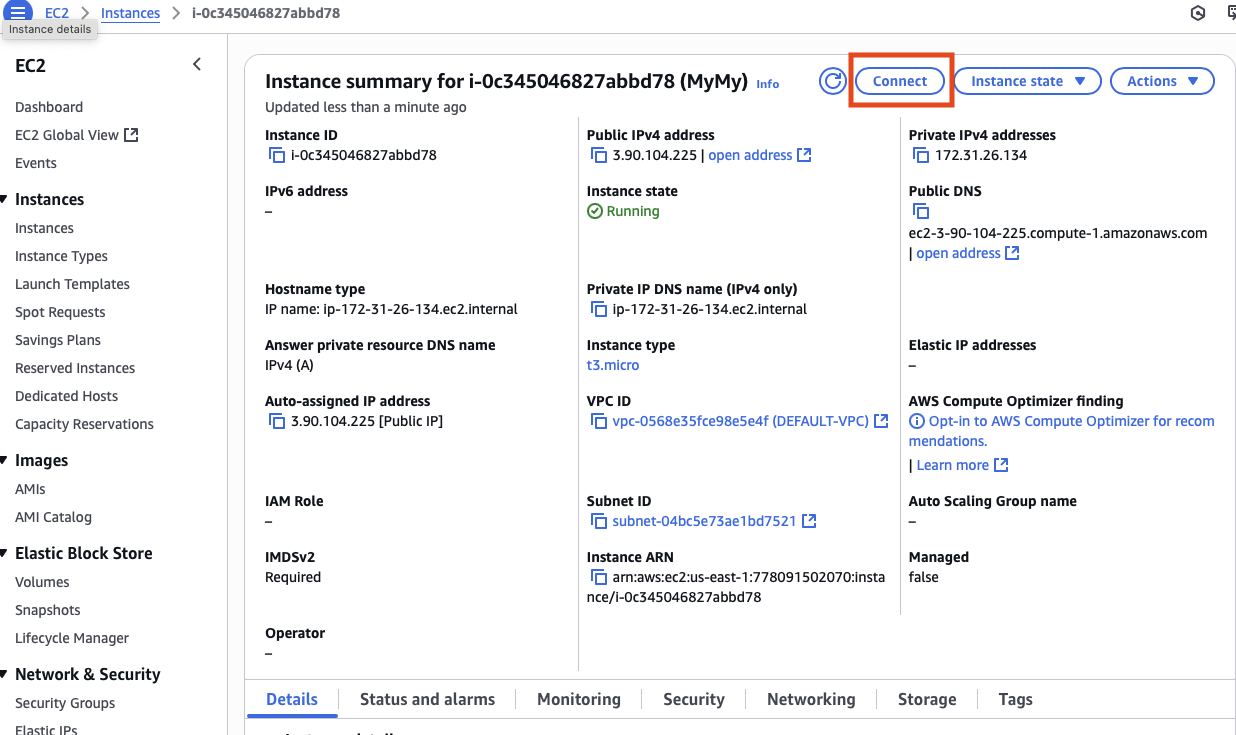 EC2 > Instances > i-0c345046827abbd78
Instance details
EC2
Dashboard
EC2 Global View
Events
Instances
Instances
Instance Types
Launch Templates
Spot Requests
Savings Plans
Reserved Instances
Dedicated Hosts
Capacity Reservations
Images
AMIs
AMI Catalog
Elastic Block Store
Volumes
Snapshots
Lifecycle Manager
Network & Security
Security Groups
Elastic IPs
Instance summary for i-0c345046827abbd78 (MyMy) Info
Connect
Instance state
Actions
Updated less than a minute ago
Instance ID
i-0c345046827abbd78
Public IPv4 address
3.90.104.225 | open address
Private IPv4 addresses
172.31.26.134
IPv6 address
–
Instance state
Running
Public DNS
ec2-3-90-104-225.compute-1.amazonaws.com
| open address
Hostname type
IP name: ip-172-31-26-134.ec2.internal
Private IP DNS name (IPv4 only)
ip-172-31-26-134.ec2.internal
Answer private resource DNS name
IPv4 (A)
Instance type
t3.micro
Elastic IP addresses
–
Auto-assigned IP address
3.90.104.225 [Public IP]
VPC ID
vpc-0568e35fce98e5e4f (DEFAULT-VPC)
AWS Compute Optimizer finding
Opt-in to AWS Compute Optimizer for recom
mendations.
| Learn more
IAM Role
–
Subnet ID
subnet-04bc5e73ae1bd7521
Auto Scaling Group name
–
IMDSv2
Required
Instance ARN
arn:aws:ec2:us-east-1:778091502070:insta
nce/i-0c345046827abbd78
Managed
false
Operator
–
Details
Status and alarms
Monitoring
Security
Networking
Storage
Tags